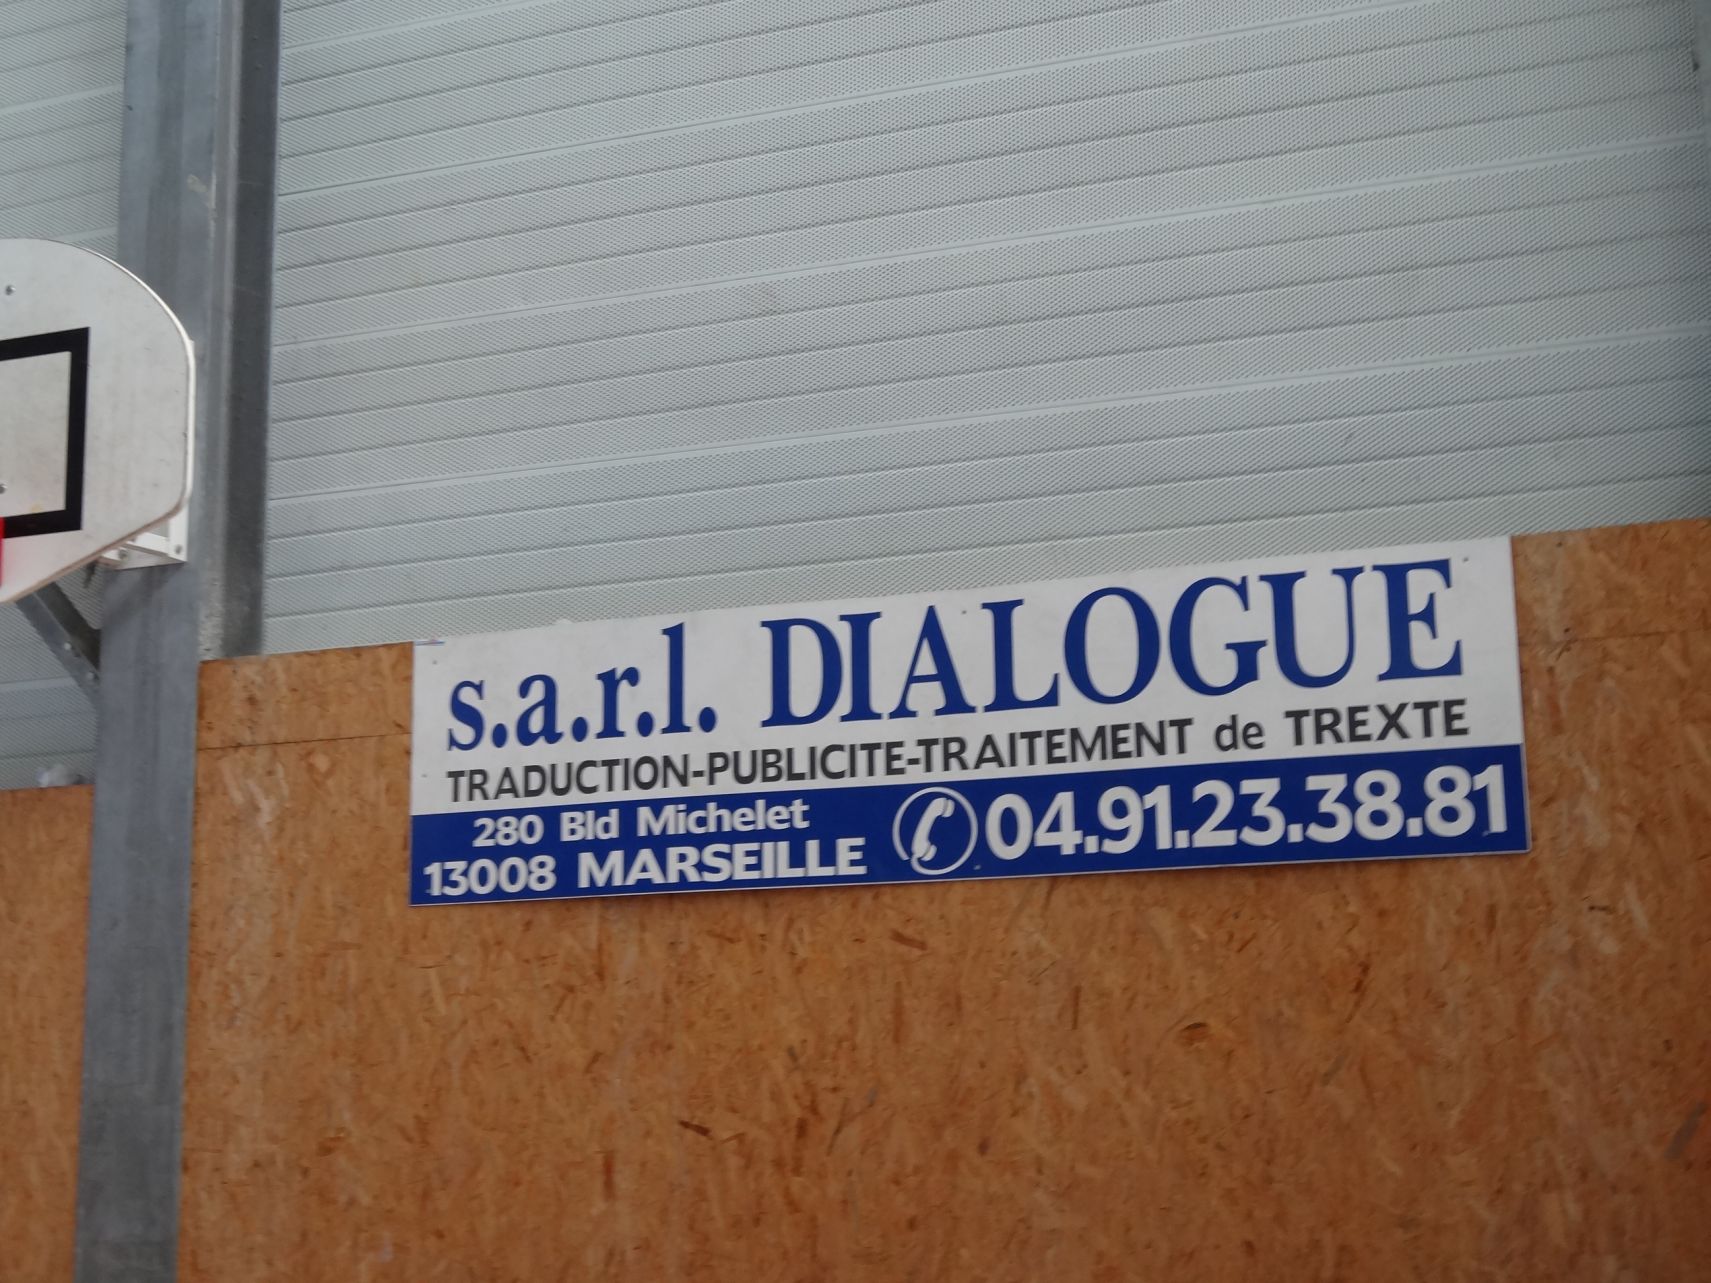 s.a.r.l. DIALOGUE
TRADUCTION-PUBLICITE-TRAITEMENT de TREXTE
280 Bld Michelet
13008 MARSEILLE
04.91.23.38.81